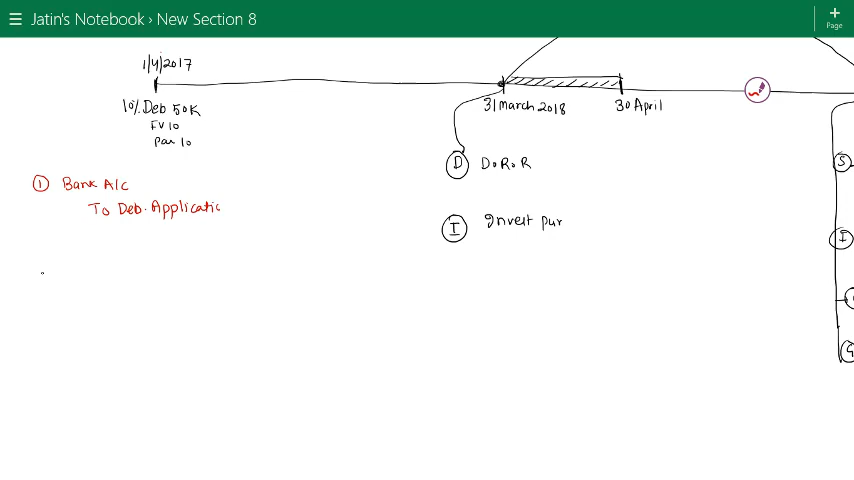 Jatin's Notebook › New Section 8
Page
1/4/2017
10% Deb 50K
FV 10
Par 10
31 March 2018
30 April
① Bank A/c
To Deb. Applicatic
D D.R.R
I Invest pur
S
I
G